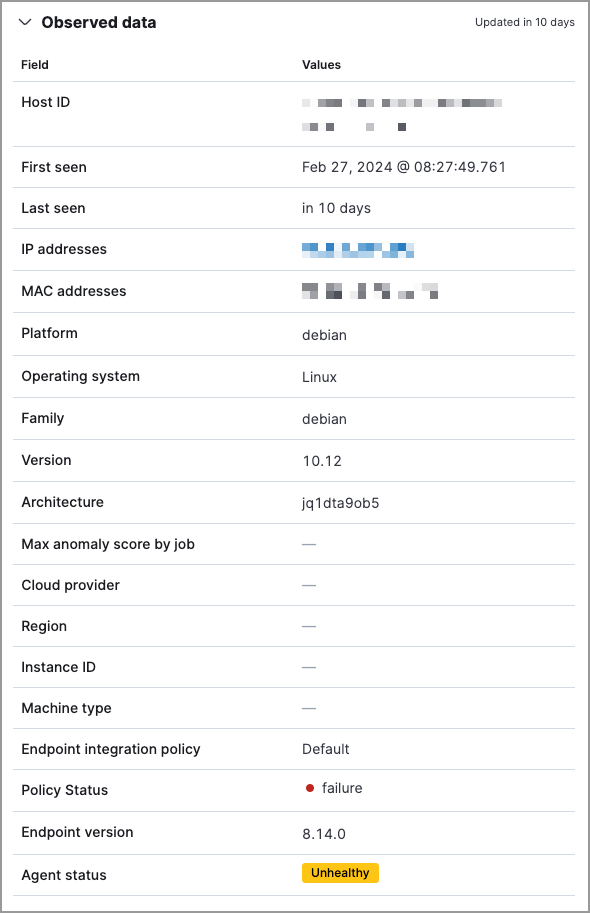 Observed data
Updated in 10 days
Field Values
Host ID
First seen Feb 27, 2024 @ 08:27:49.761
Last seen in 10 days
IP addresses
MAC addresses
Platform debian
Operating system Linux
Family debian
Version 10.12
Architecture jq1dta9ob5
Max anomaly score by job —
Cloud provider —
Region —
Instance ID —
Machine type —
Endpoint integration policy Default
Policy Status failure
Endpoint version 8.14.0
Agent status Unhealthy